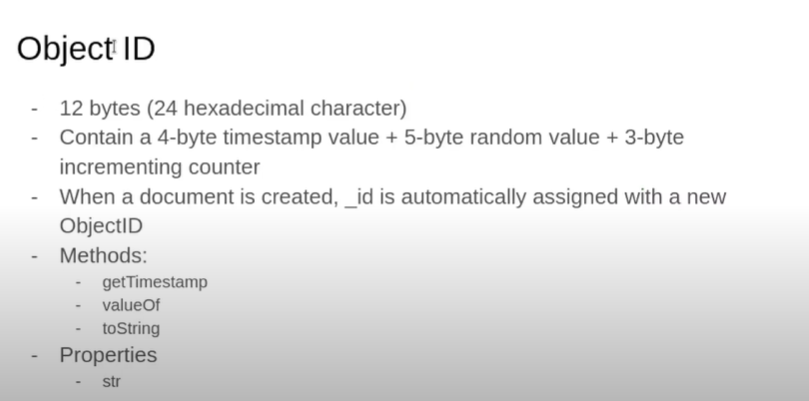 Object ID
- 12 bytes (24 hexadecimal character)
- Contain a 4-byte timestamp value + 5-byte random value + 3-byte
incrementing counter
- When a document is created, _id is automatically assigned with a new
ObjectID
- Methods:
- getTimestamp
- valueOf
- toString
- Properties
- str